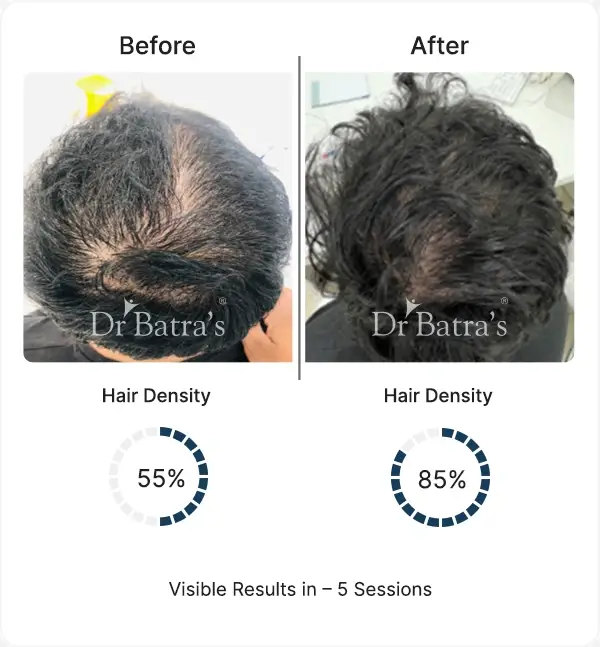 Before
After
Dr Batra's®
Dr Batra's®
Hair Density
Hair Density
55%
85%
Visible Results in – 5 Sessions